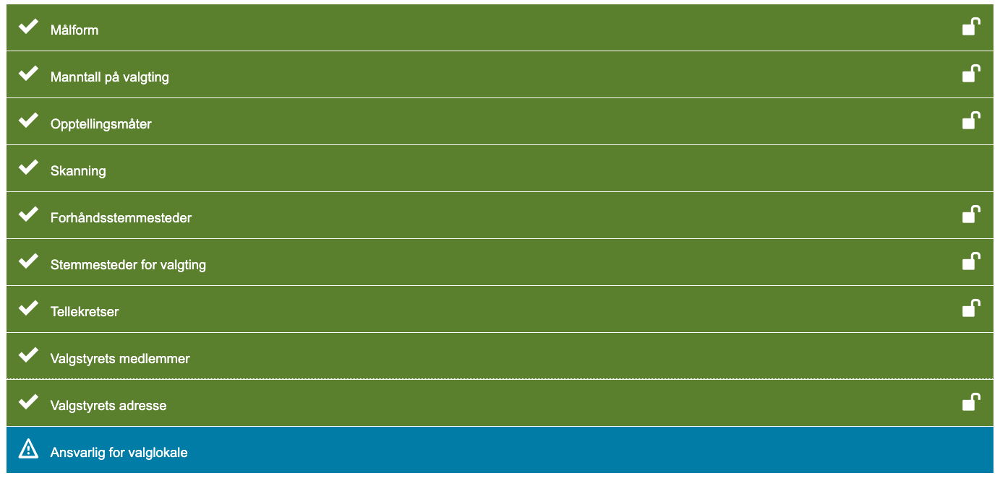 Målform
Manntall på valgting
Opptellingsmåter
Skanning
Forhåndsstemmesteder
Stemmesteder for valgting
Tellekretser
Valgstyrets medlemmer
Valgstyrets adresse
Ansvarlig for valglokale